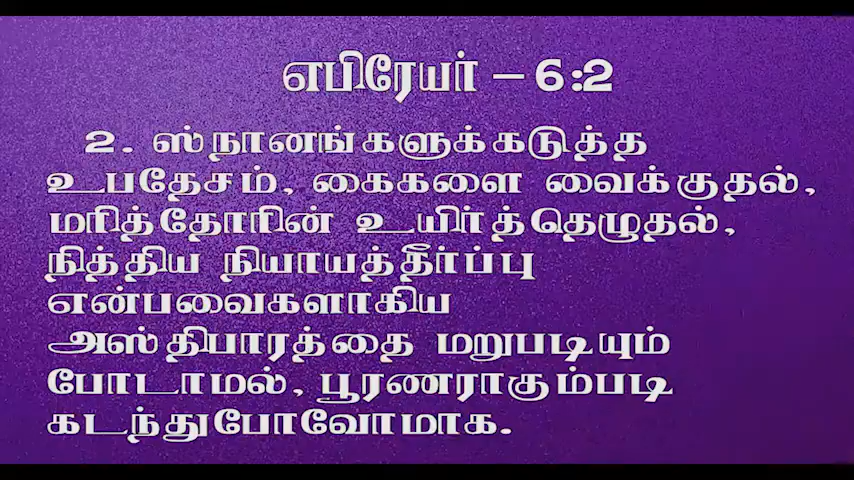 எபிரேயர் – 6:2
2. ஸ்நானங்களுக்கடுத்த
உபதேசம், கைகளை வைக்குதல்,
மரித்தோரின் உயிர்த்தெழுதல்,
நித்திய நியாயத்தீர்ப்பு
என்பவைகளாகிய
அஸ்திபாரத்தை மறுபடியும்
போடாமல், பூரணராகும்படி
கடந்துபோவோமாக.